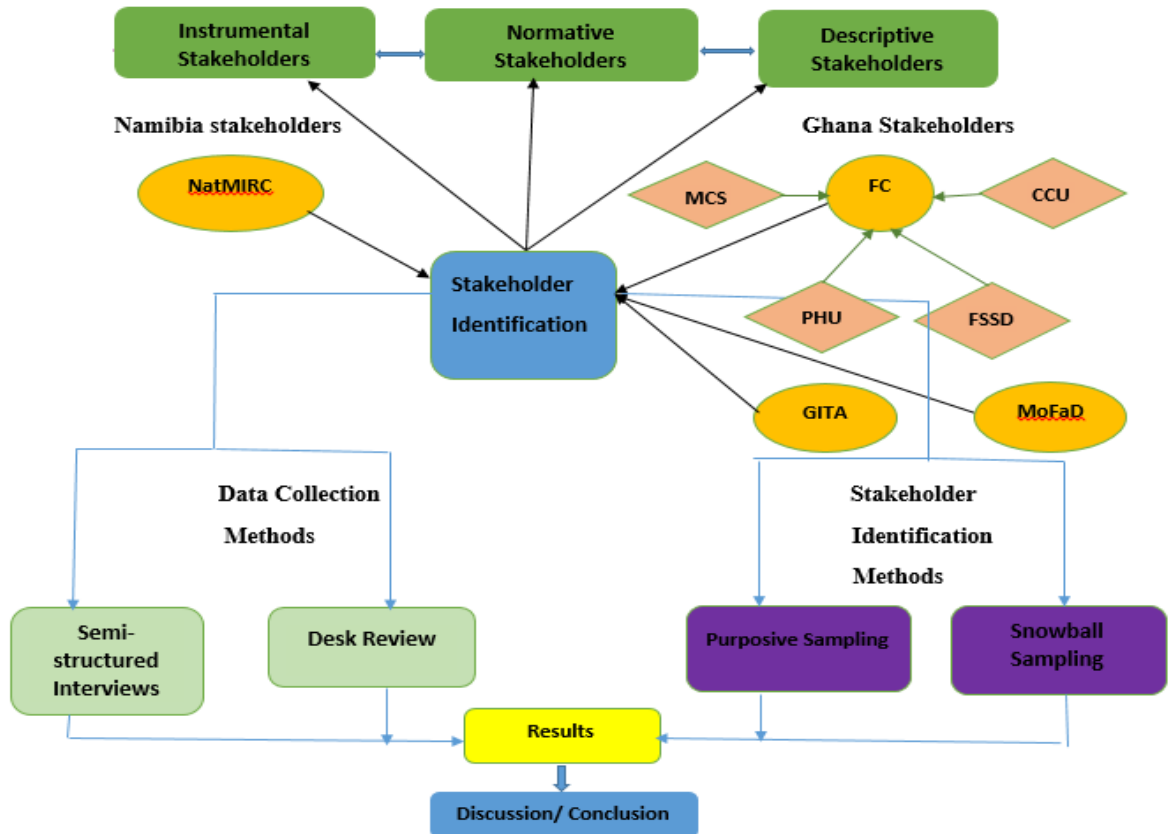 Instrumental
Stakeholders
Normative
Stakeholders
Descriptive
Stakeholders
Namibia stakeholders
Ghana Stakeholders
NatMIRC
MCS
FC
CCU
Stakeholder
Identification
PHU
FSSD
GITA
MoFaD
Data Collection
Methods
Stakeholder
Identification
Methods
Semi-
structured
Interviews
Desk Review
Purposive Sampling
Snowball
Sampling
Results
Discussion/ Conclusion